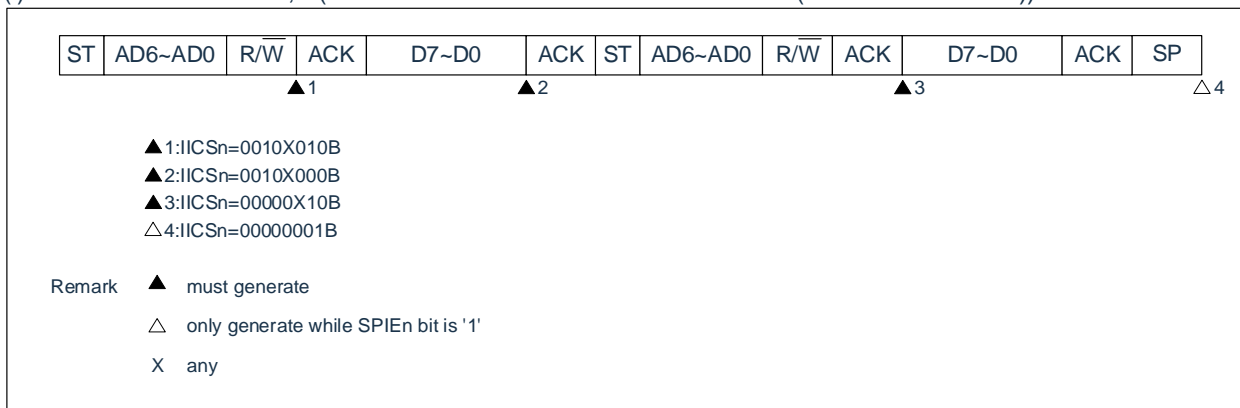 ST AD6~AD0 R/W̅ ACK D7~D0 ACK ST AD6~AD0 R/W̅ ACK D7~D0 ACK SP
▲1 ▲2 ▲3 △4
▲1:IICSn=0010X010B
▲2:IICSn=0010X000B
▲3:IICSn=00000X10B
△4:IICSn=00000001B
Remark ▲ must generate
△ only generate while SPIEn bit is '1'
X any